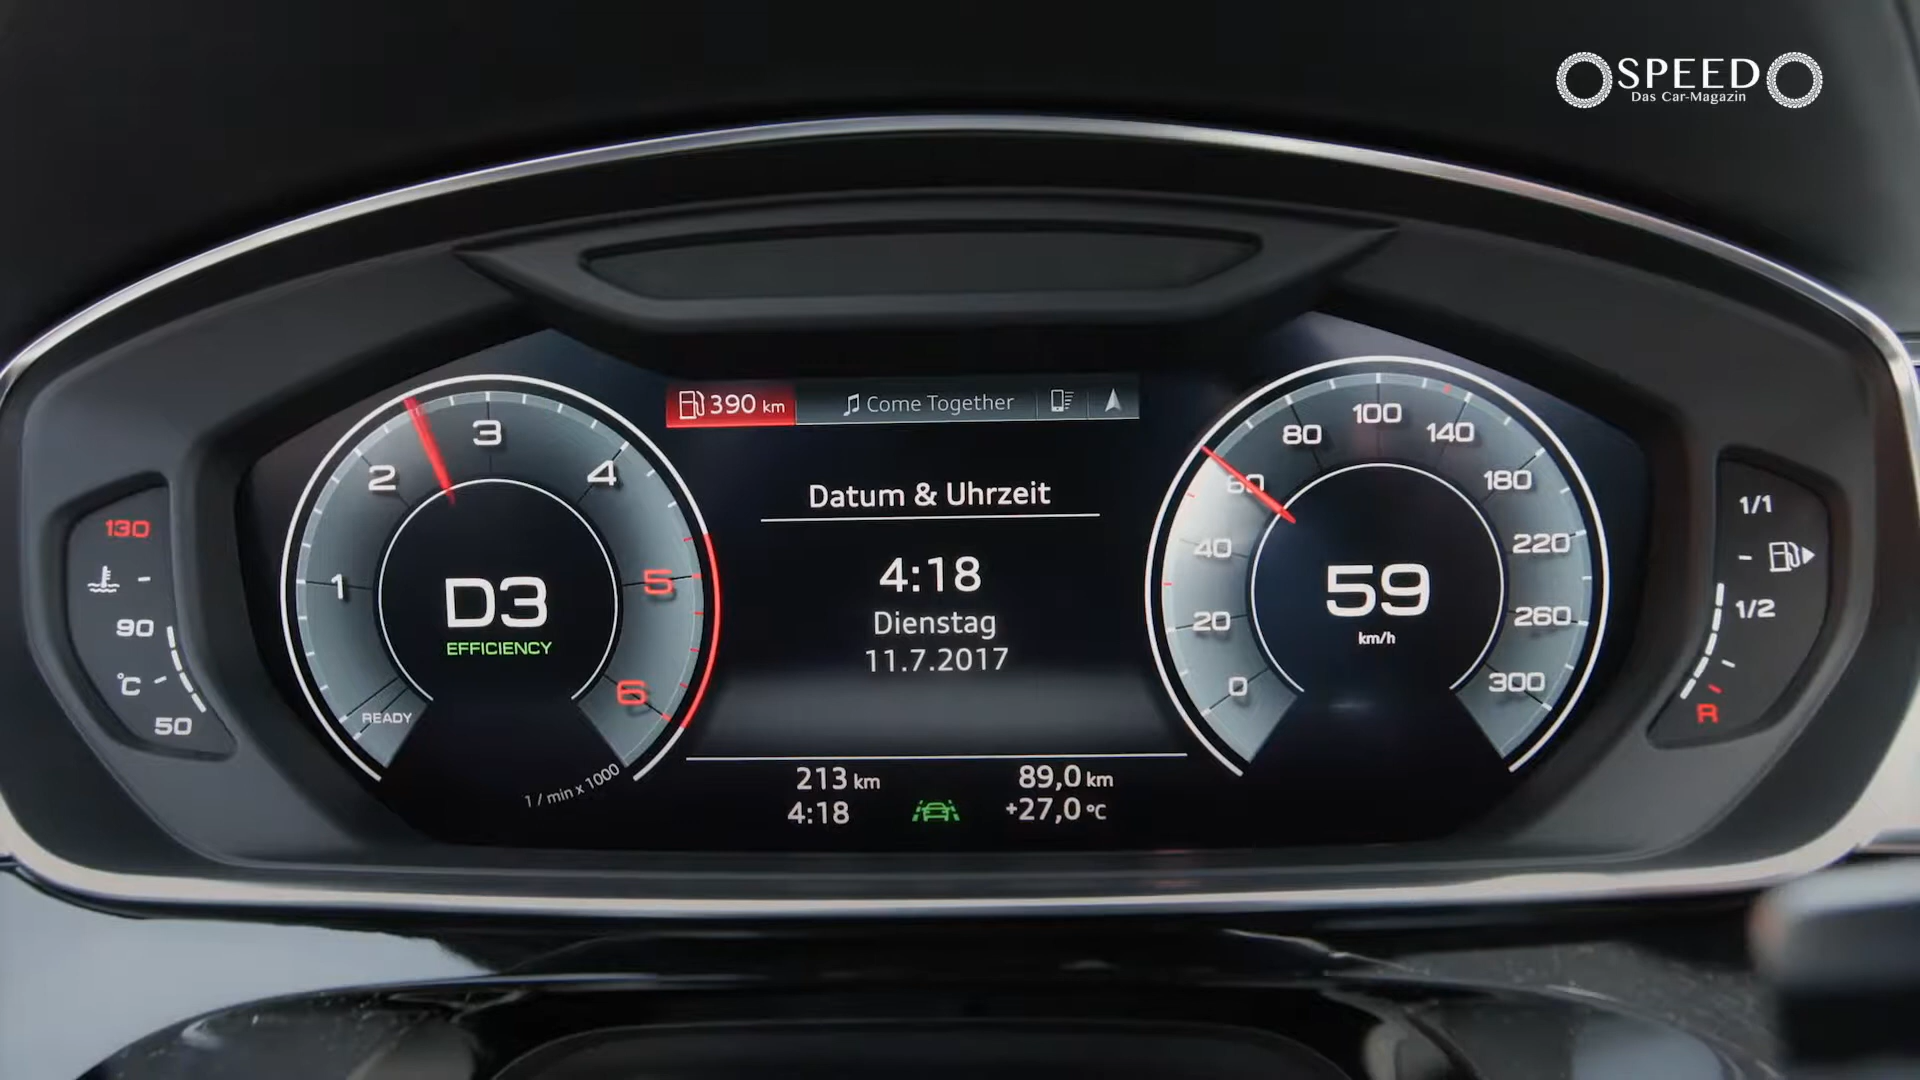 SPEED
Das Car-Magazin
390 km
Come Together
Datum & Uhrzeit
4:18
Dienstag
11.7.2017
213 km
89,0 km
4:18
+27,0 °C
130
90
°C
50
READY
1
2
3
4
5
6
1 / min x 1000
D3
EFFICIENCY
0
20
40
60
80
100
140
180
220
260
300
59
km/h
1/1
1/2
R